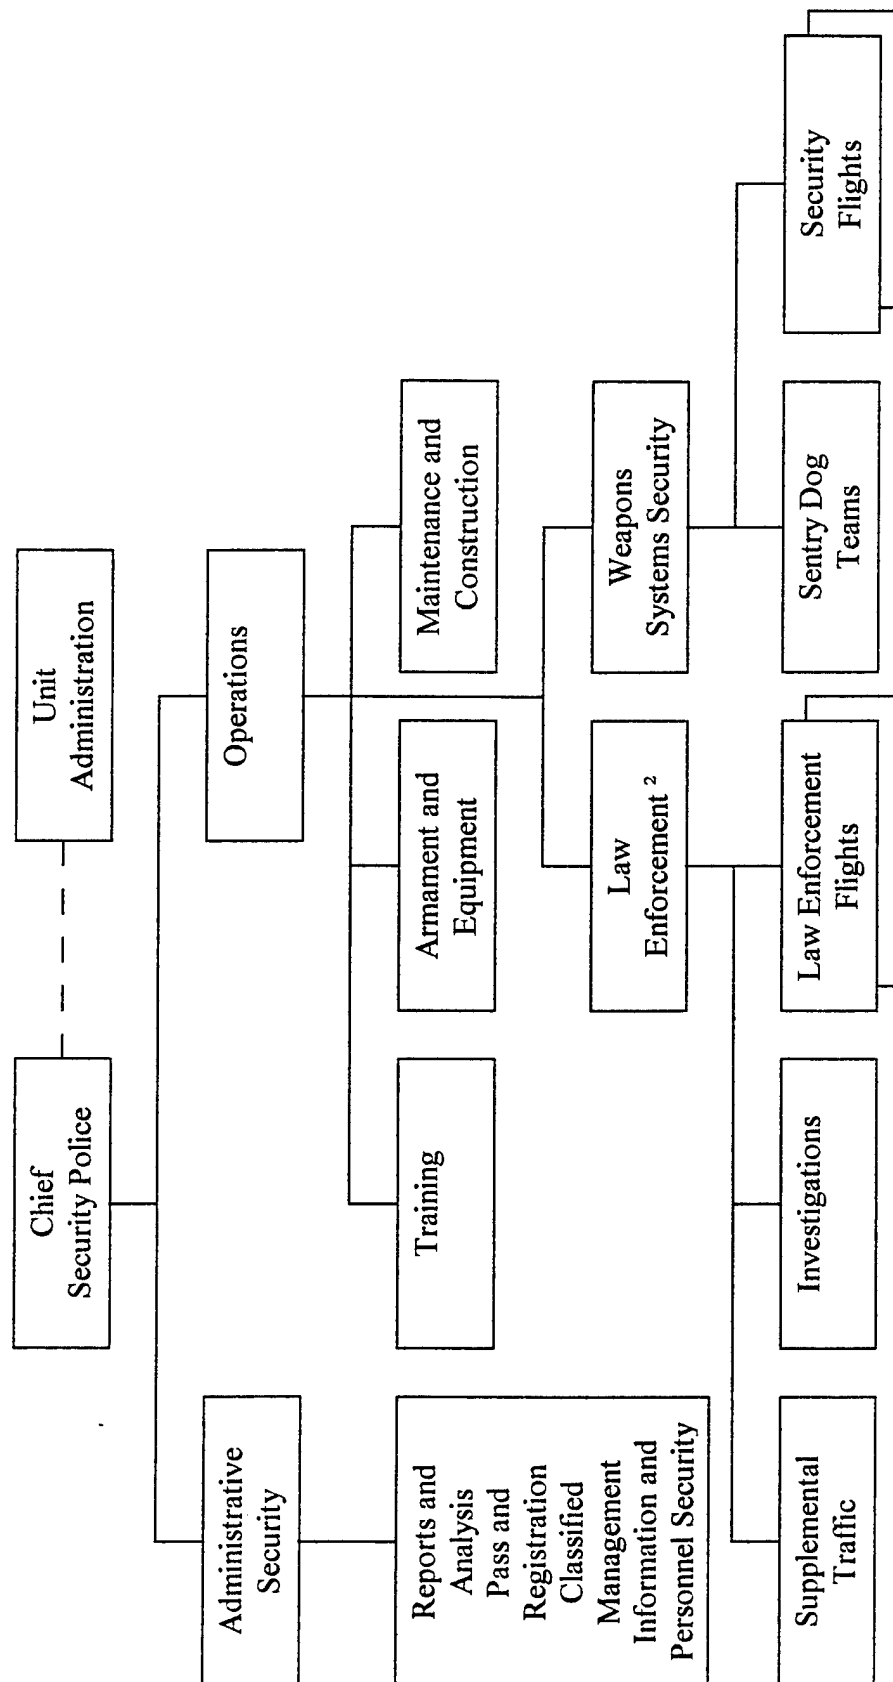 Chief
Security Police
Unit
Administration
Administrative
Security
Operations
Reports and
Analysis
Pass and
Registration
Classified
Management
Information and
Personnel Security
Training
Armament and
Equipment
Maintenance and
Construction
Law
Enforcement ²
Weapons
Systems Security
Supplemental
Traffic
Investigations
Law Enforcement
Flights
Sentry Dog
Teams
Security
Flights